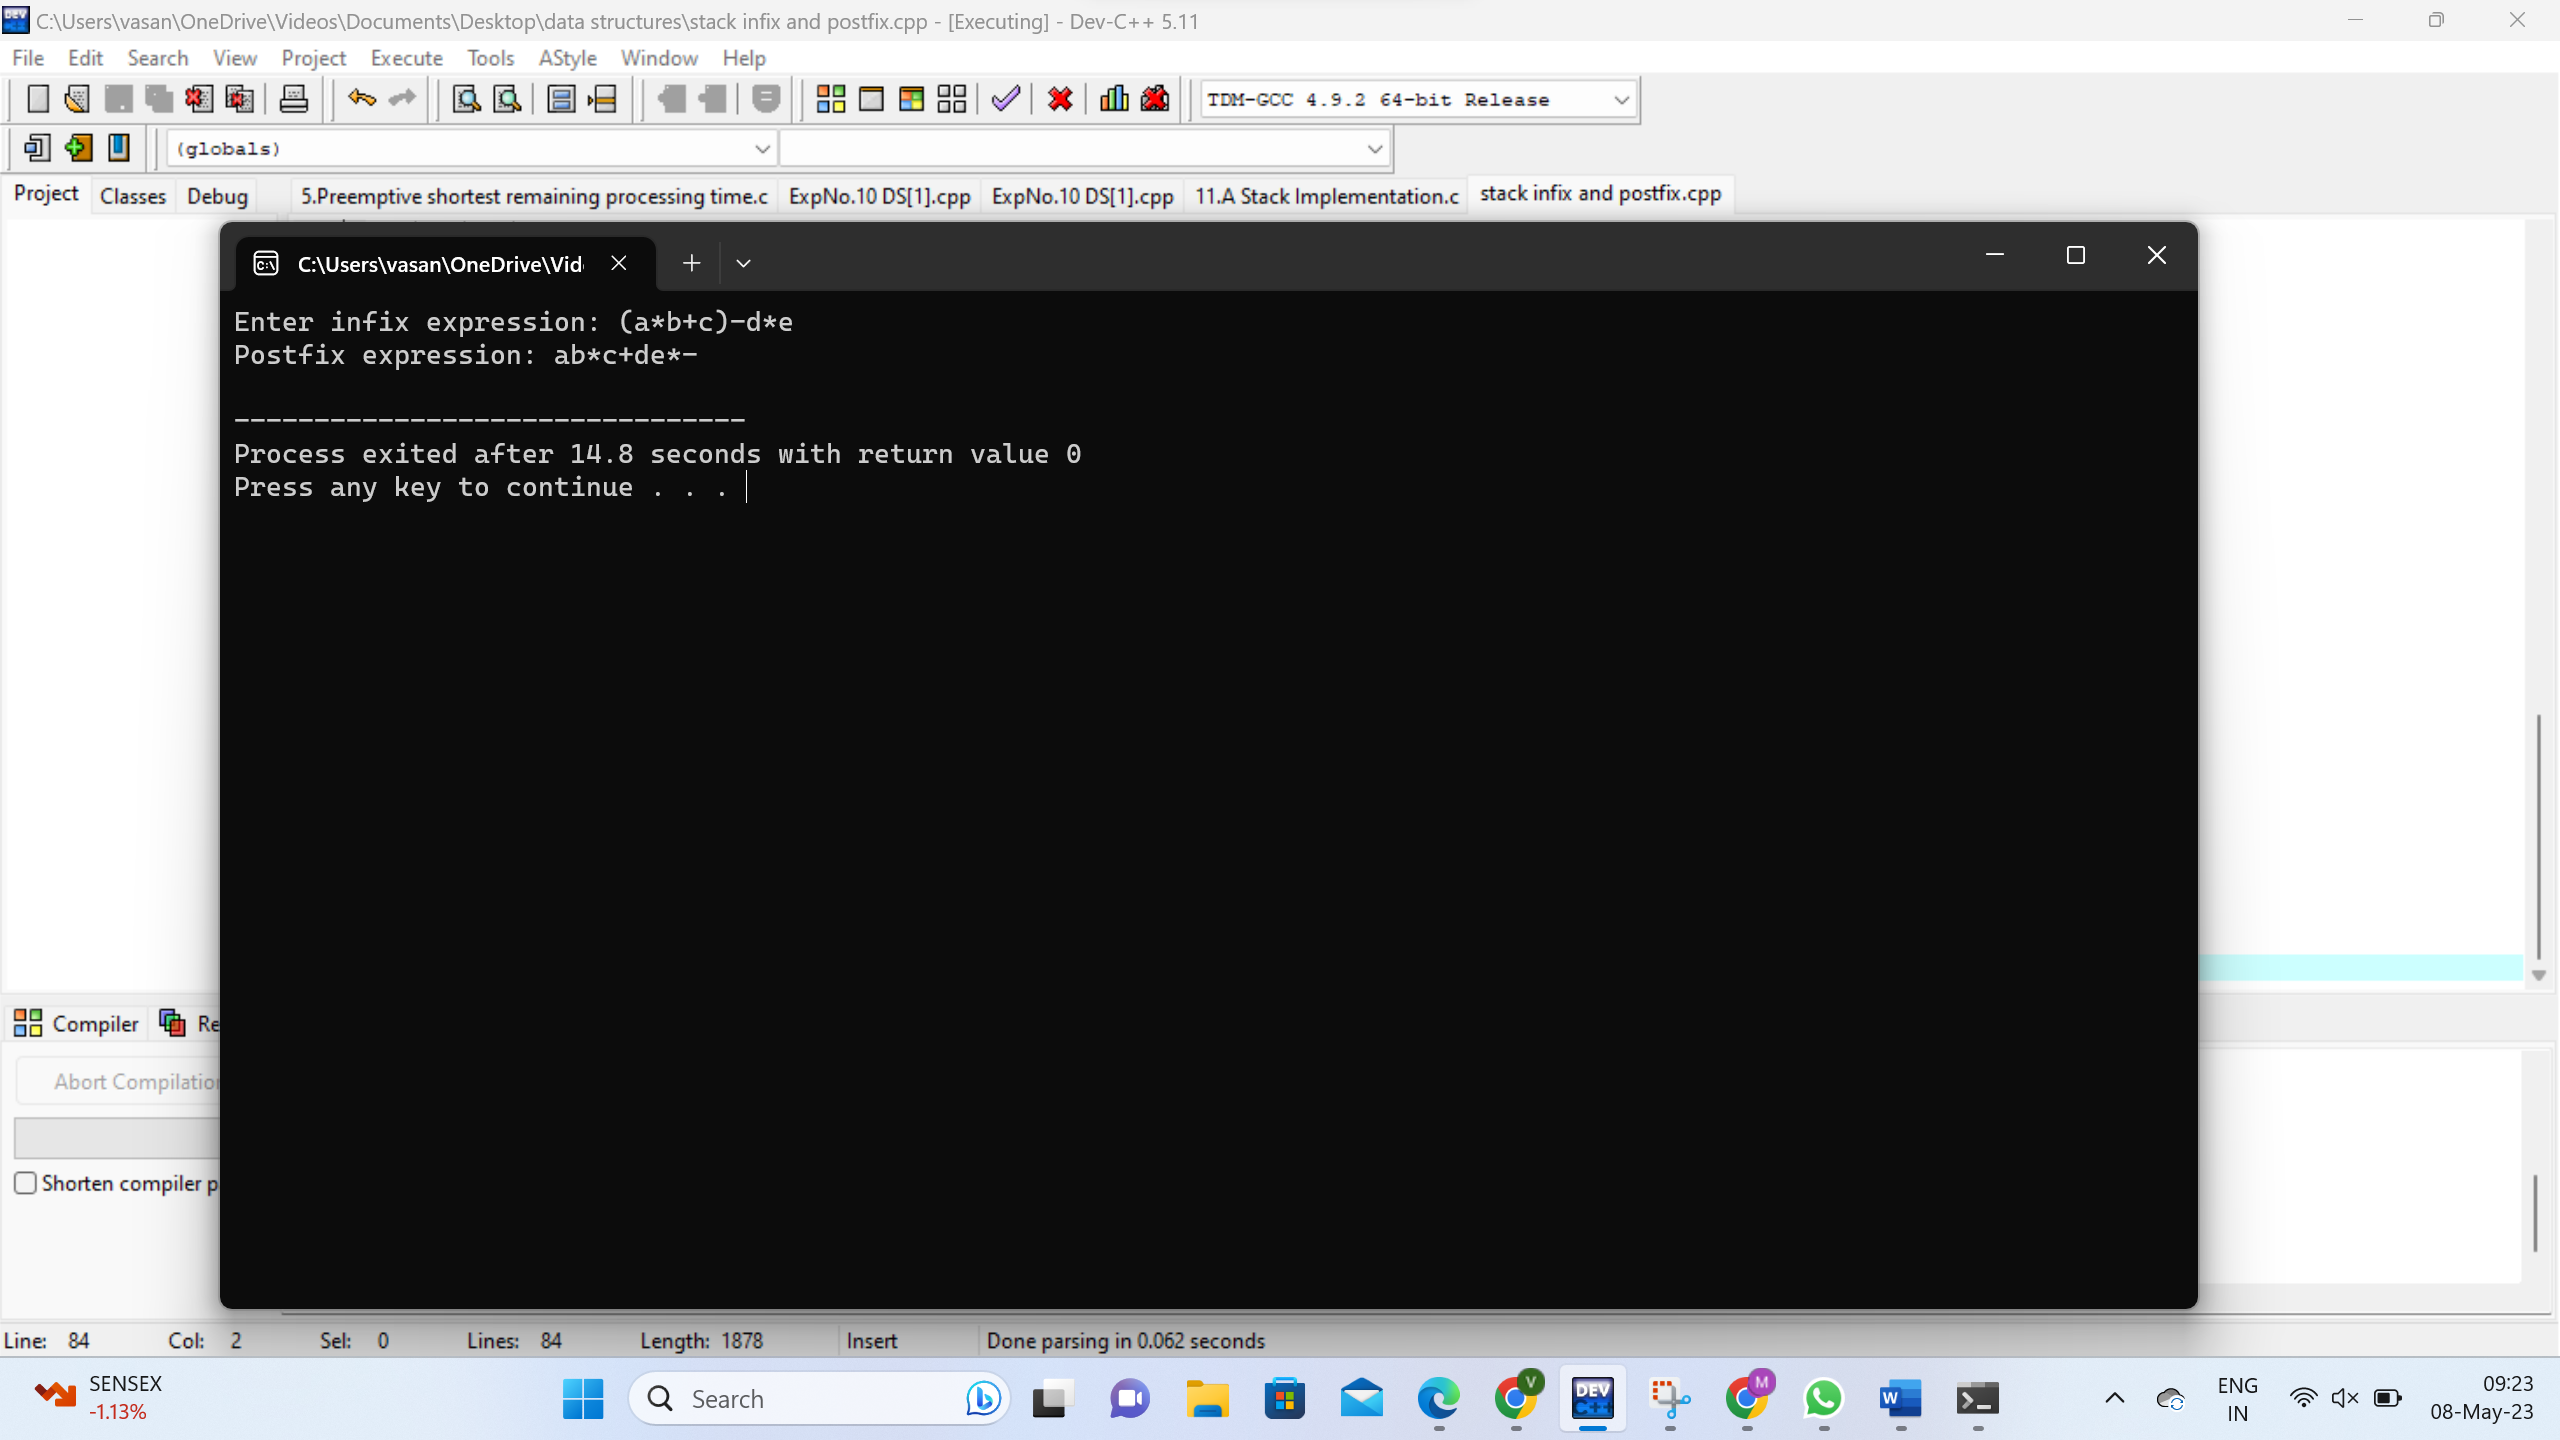 C:\Users\vasan\OneDrive\Videos\Documents\Desktop\data structures\stack infix and postfix.cpp - [Executing] - Dev-C++ 5.11
File Edit Search View Project Execute Tools AStyle Window Help
TDM-GCC 4.9.2 64-bit Release
(globals)
Project Classes Debug 5.Preemptive shortest remaining processing time.c ExpNo.10 DS[1].cpp ExpNo.10 DS[1].cpp 11.A Stack Implementation.c stack infix and postfix.cpp
C:\Users\vasan\OneDrive\Vid
Enter infix expression: (a*b+c)-d*e
Postfix expression: ab*c+de*-
--------------------------------
Process exited after 14.8 seconds with return value 0
Press any key to continue . . .
Compiler Re
Abort Compilation
Shorten compiler p
Line: 84 Col: 2 Sel: 0 Lines: 84 Length: 1878 Insert Done parsing in 0.062 seconds
SENSEX
-1.13%
Search
DEV
C++
V
M
W
ENG
IN
09:23
08-May-23